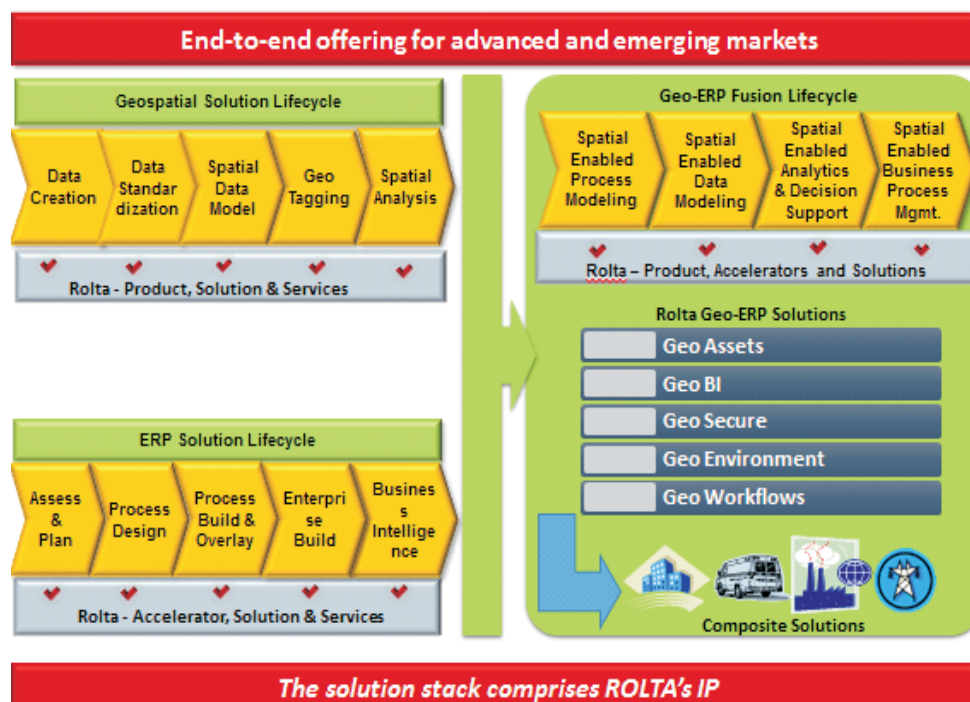 End-to-end offering for advanced and emerging markets
Geospatial Solution Lifecycle
Data
Creation
Data
Standar
dization
Spatial
Data
Model
Geo
Tagging
Spatial
Analysis
Rolta - Product, Solution & Services
ERP Solution Lifecycle
Assess
&
Plan
Process
Design
Process
Build &
Overlay
Enterpri
se
Build
Busines
s
Intellige
nce
Rolta - Accelerator, Solution & Services
Geo-ERP Fusion Lifecycle
Spatial
Enabled
Process
Modeling
Spatial
Enabled
Data
Modeling
Spatial
Enabled
Analytics
& Decision
Support
Spatial
Enabled
Business
Process
Mgmt.
Rolta – Product, Accelerators and Solutions
Rolta Geo-ERP Solutions
Geo Assets
Geo BI
Geo Secure
Geo Environment
Geo Workflows
Composite Solutions
The solution stack comprises ROLTA's IP